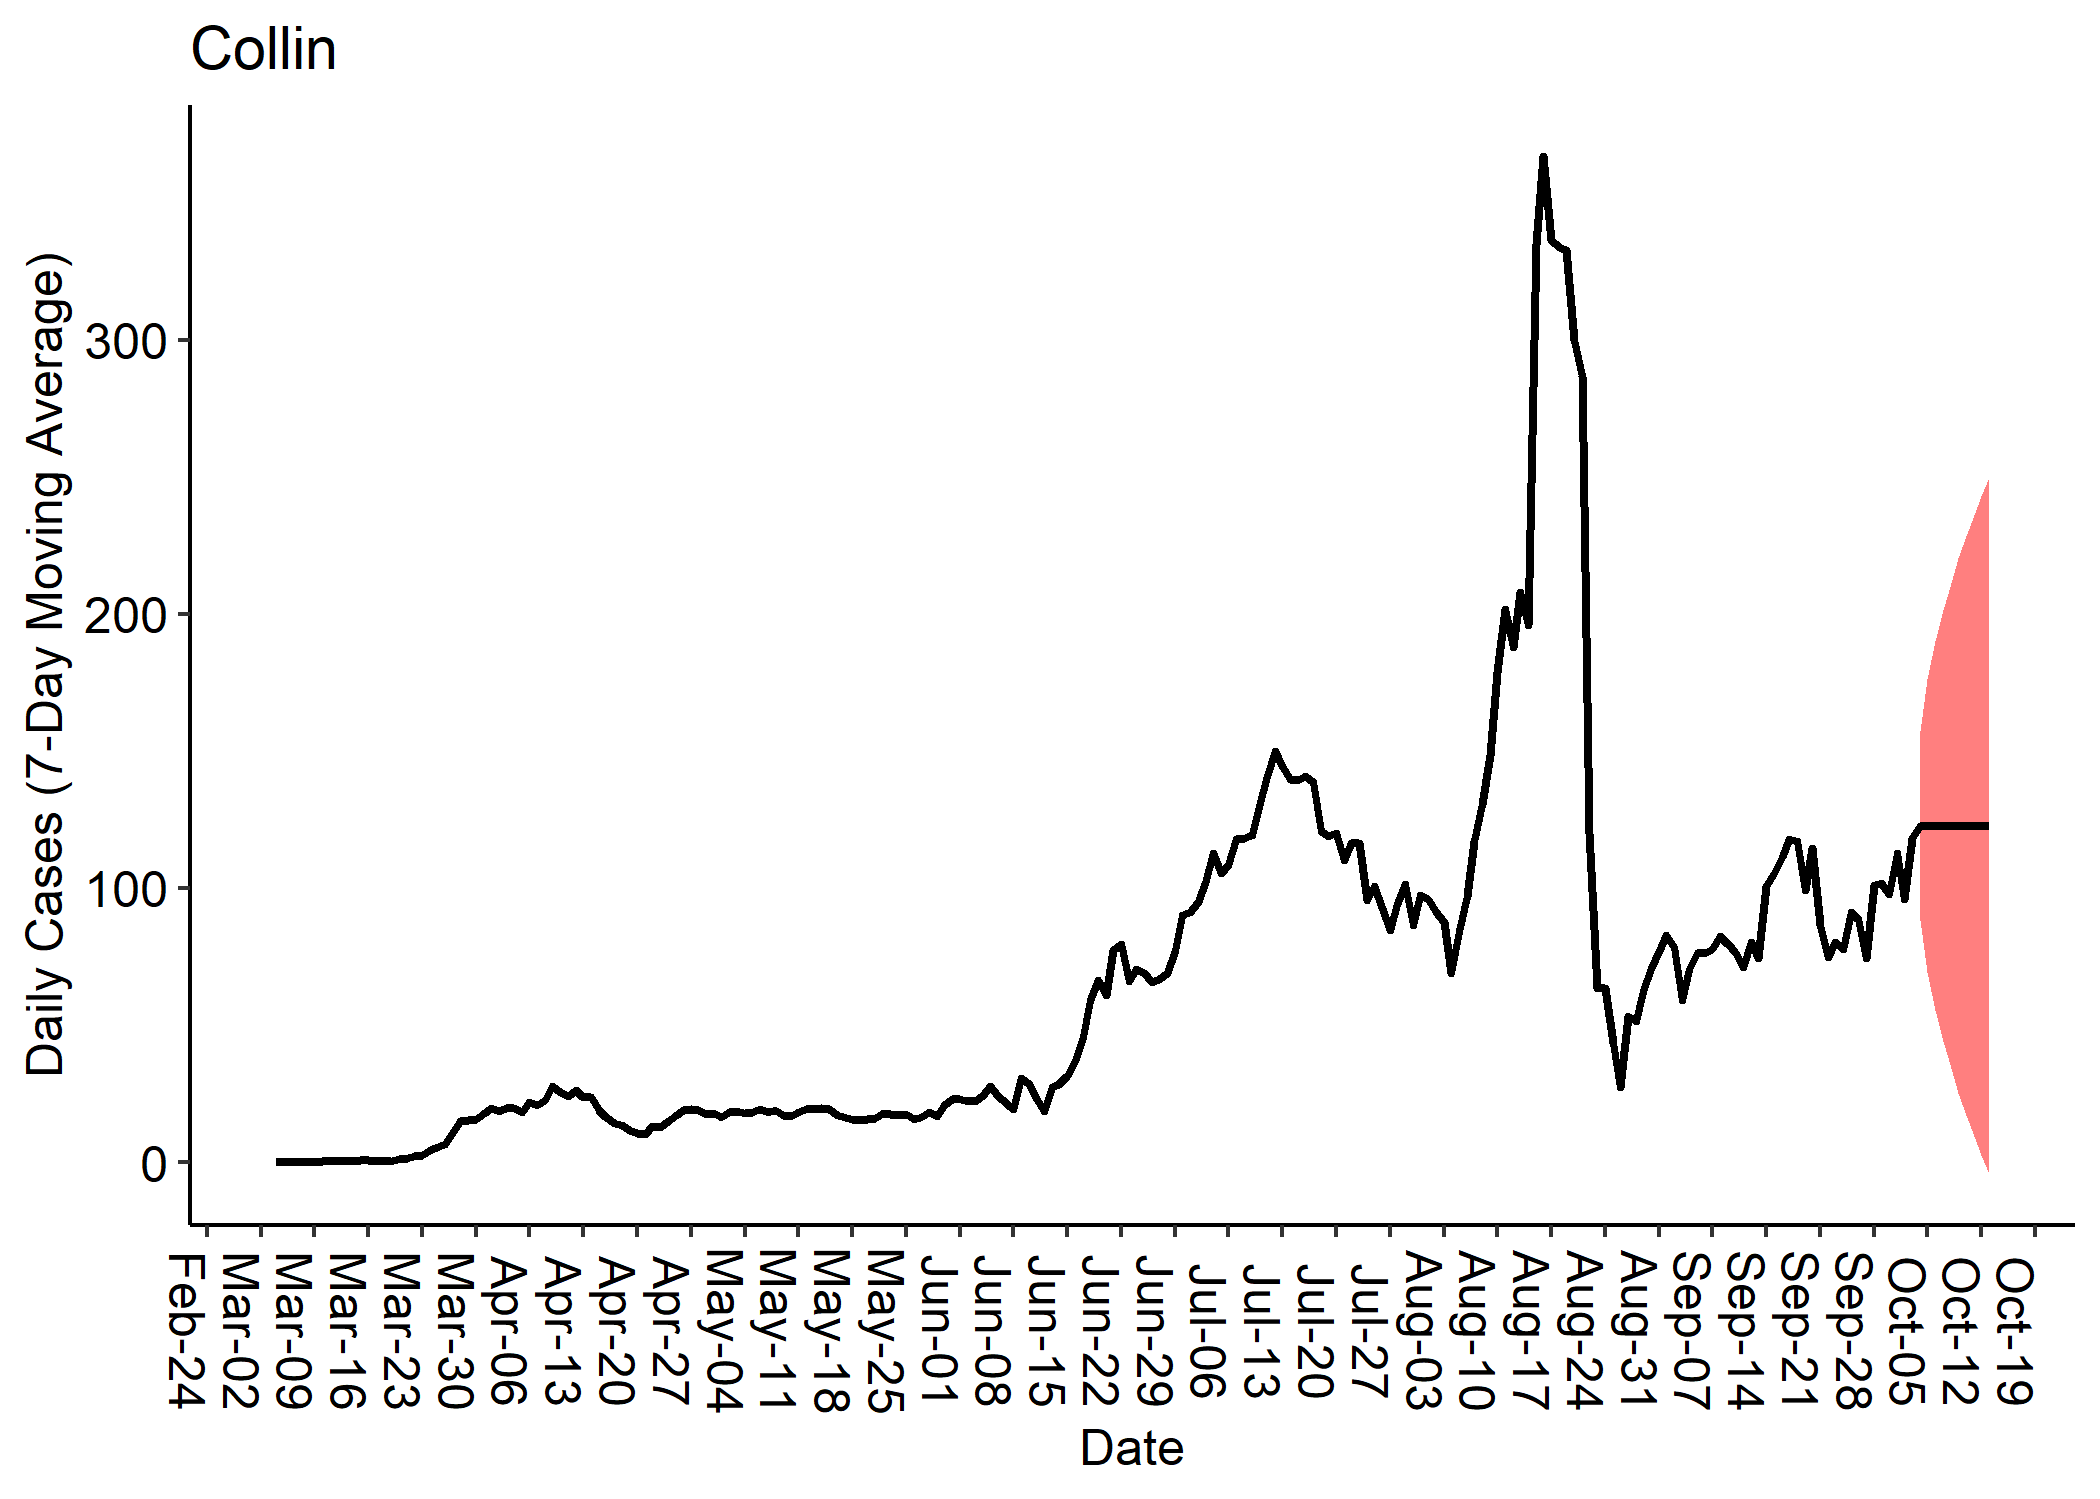 Collin
Daily Cases (7-Day Moving Average)
300
200
100
0
Feb-24
Mar-02
Mar-09
Mar-16
Mar-23
Mar-30
Apr-06
Apr-13
Apr-20
Apr-27
May-04
May-11
May-18
May-25
Jun-01
Jun-08
Jun-15
Jun-22
Jun-29
Jul-06
Jul-13
Jul-20
Jul-27
Aug-03
Aug-10
Aug-17
Aug-24
Aug-31
Sep-07
Sep-14
Sep-21
Sep-28
Oct-05
Oct-12
Oct-19
Date